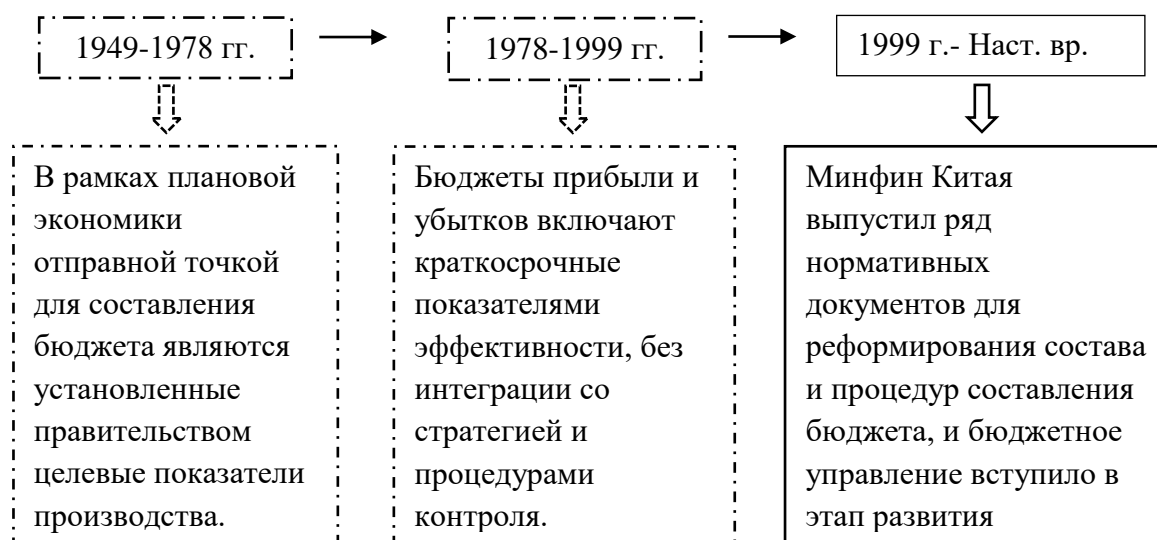 1949-1978 гг.
1978-1999 гг.
1999 г.- Наст. вр.
В рамках плановой
экономики
отправной точкой
для составления
бюджета являются
установленные
правительством
целевые показатели
производства.
Бюджеты прибыли и
убытков включают
краткосрочные
показателями
эффективности, без
интеграции со
стратегией и
процедурами
контроля.
Минфин Китая
выпустил ряд
нормативных
документов для
реформирования состава
и процедур составления
бюджета, и бюджетное
управление вступило в
этап развития